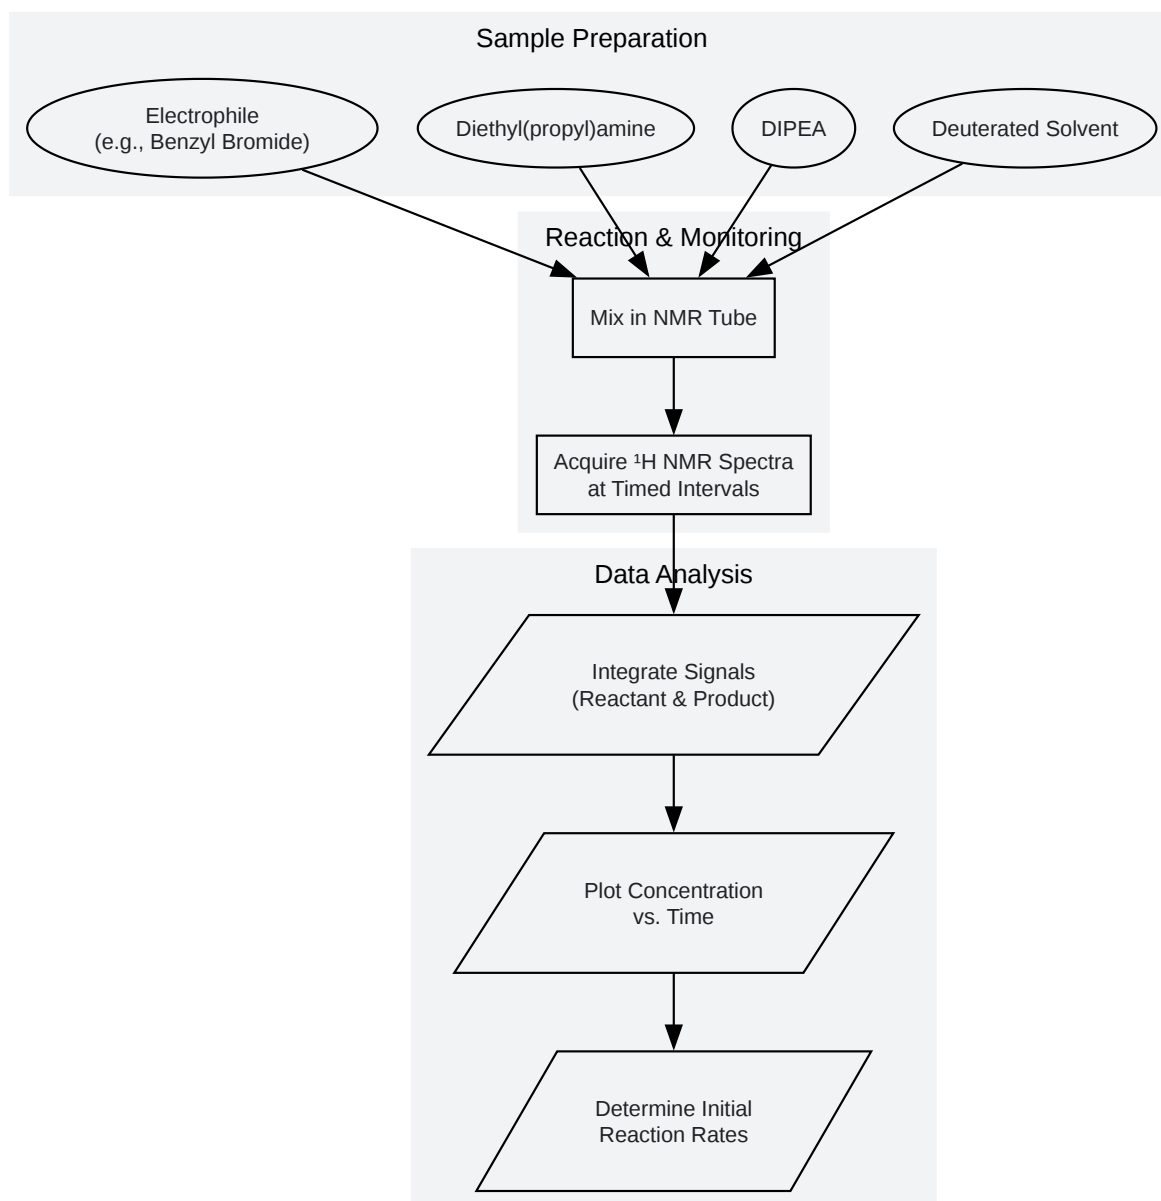 Sample Preparation
Electrophile
(e.g., Benzyl Bromide)
Diethyl(propyl)amine
DIPEA
Deuterated Solvent
Reaction & Monitoring
Mix in NMR Tube
Acquire ¹H NMR Spectra
at Timed Intervals
Data Analysis
Integrate Signals
(Reactant & Product)
Plot Concentration
vs. Time
Determine Initial
Reaction Rates